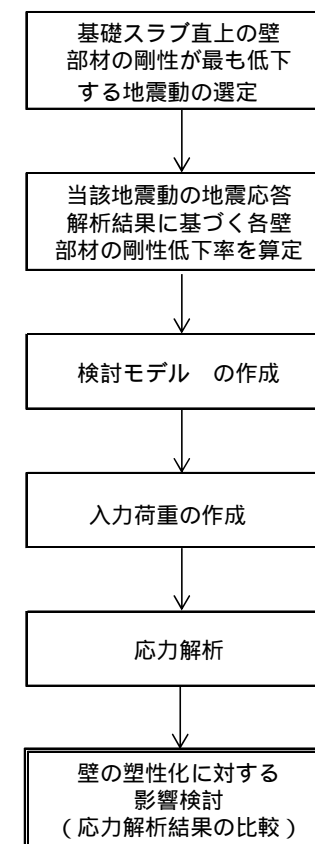 基礎スラブ直上の壁
部材の剛性が最も低下
する地震動の選定
当該地震動の地震応答
解析結果に基づく各壁
部材の剛性低下率を算定
検討モデル　の作成
入力荷重の作成
応力解析
壁の塑性化に対する
影響検討
(応力解析結果の比較)